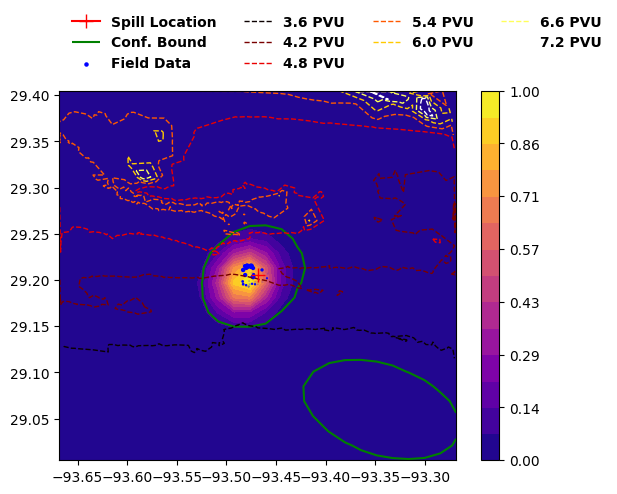 Spill Location 3.6 PVU 5.4 PVU 6.6 PVU
Conf. Bound 4.2 PVU 6.0 PVU 7.2 PVU
Field Data 4.8 PVU
29.40 1.00
29.35 0.86
29.30 0.71
29.25 0.57
29.20 0.43
29.15 0.29
29.10 0.14
29.05 0.00
−93.65 −93.60 −93.55 −93.50 −93.45 −93.40 −93.35 −93.30